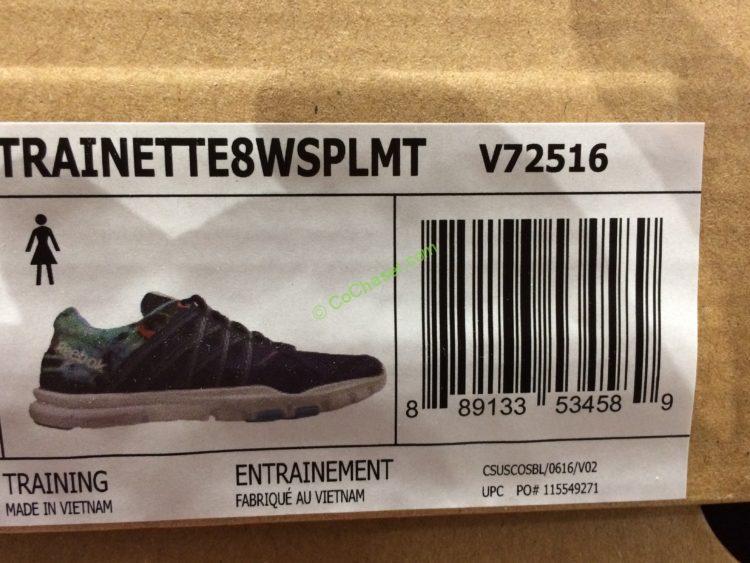 TRAINETTE8WSPLMT V72516
© CoChaser.com
Reebok
8 89133 53458 9
TRAINING
MADE IN VIETNAM
ENTRAINEMENT
FABRIQUÉ AU VIETNAM
CSUSCOSBL/0616/V02
UPC PO# 115549271